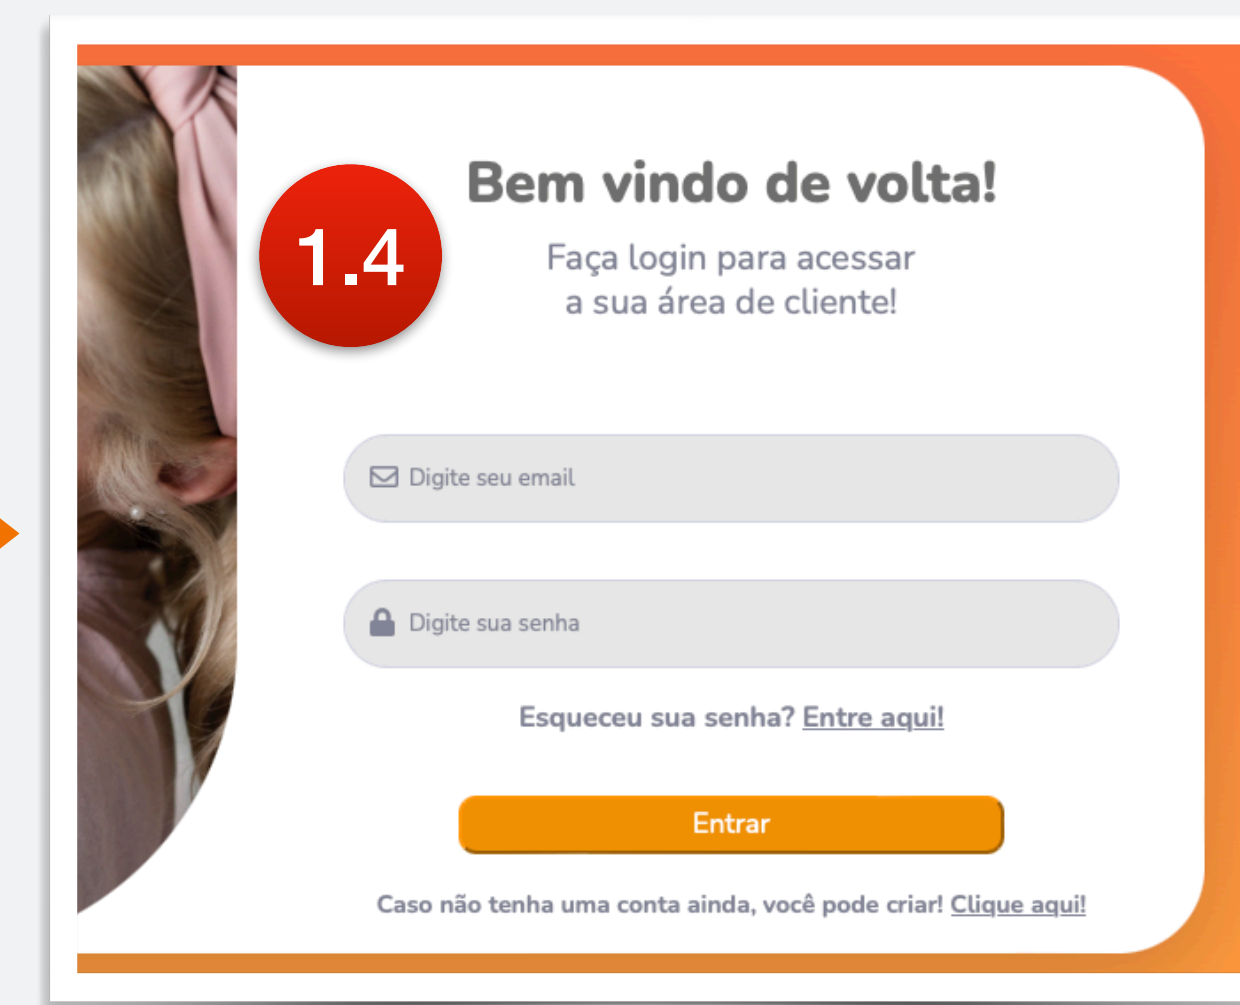 1.4
Bem vindo de volta!
Faça login para acessar
a sua área de cliente!
Digite seu email
Digite sua senha
Esqueceu sua senha? Entre aqui!
Entrar
Caso não tenha uma conta ainda, você pode criar! Clique aqui!